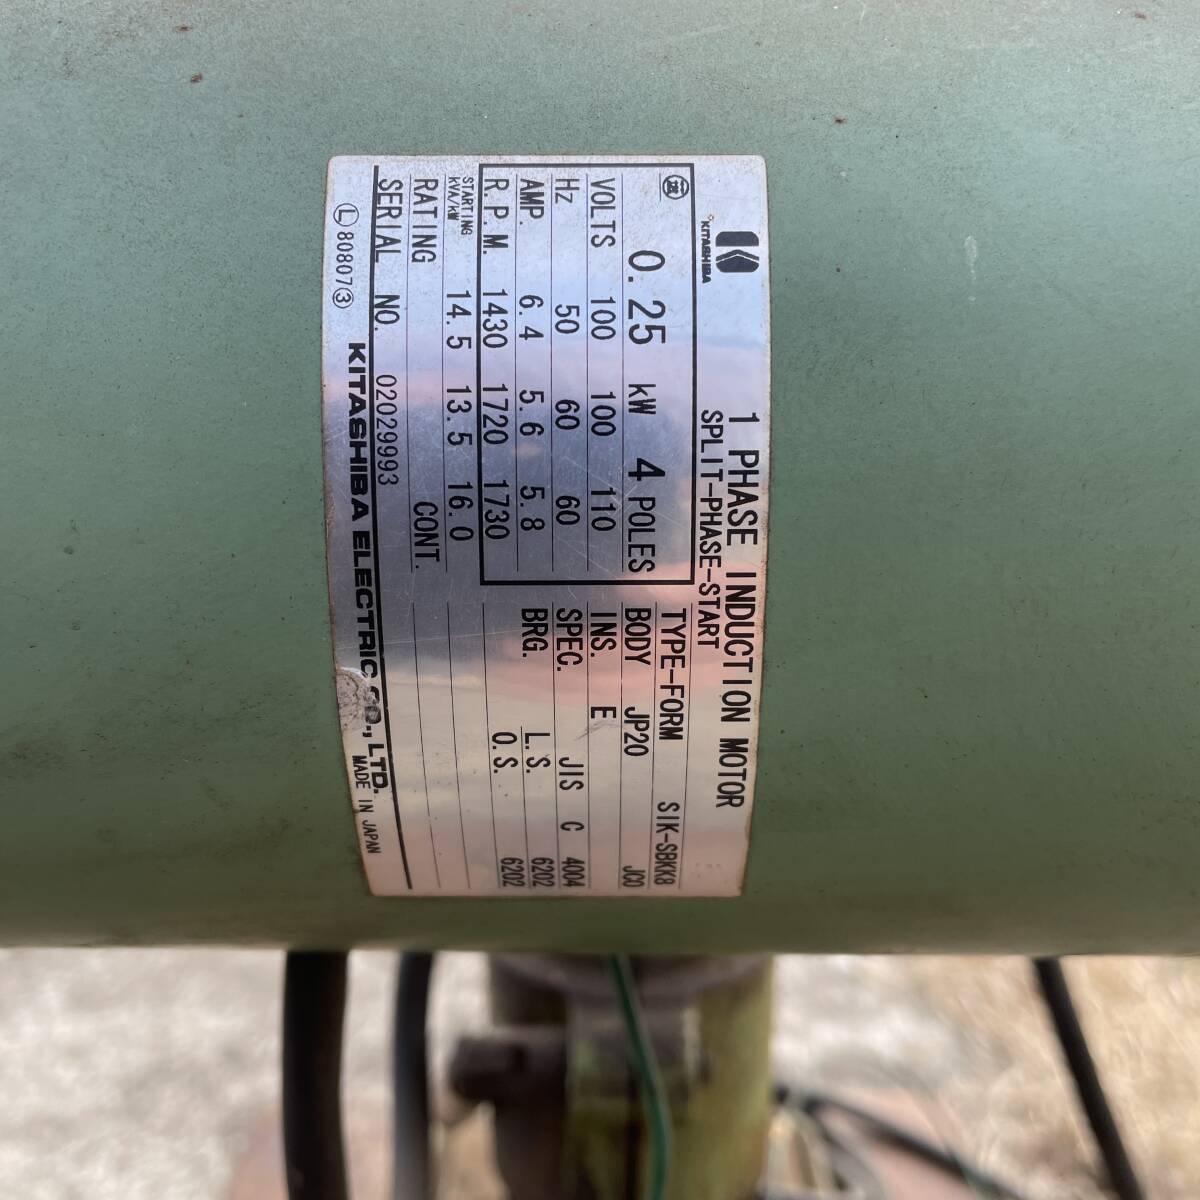 KITASHIBA
1 PHASE INDUCTION MOTOR
SPLIT-PHASE-START
0.25 kW 4 POLES
VOLTS 100 100 110
Hz 50 60 60
AMP. 6.4 5.6 5.8
R.P.M. 1430 1720 1730
STARTING kVA/kW 14.5 13.5 16.0
RATING CONT.
SERIAL NO. 02029993
TYPE-FORM SIK-SBKK8
BODY JP20 JC0
INS. E
SPEC. JIS C 4004
BRG. L.S. 6202
O.S. 6202
Ⓛ 80807③
KITASHIBA ELECTRIC CO., LTD.
MADE IN JAPAN